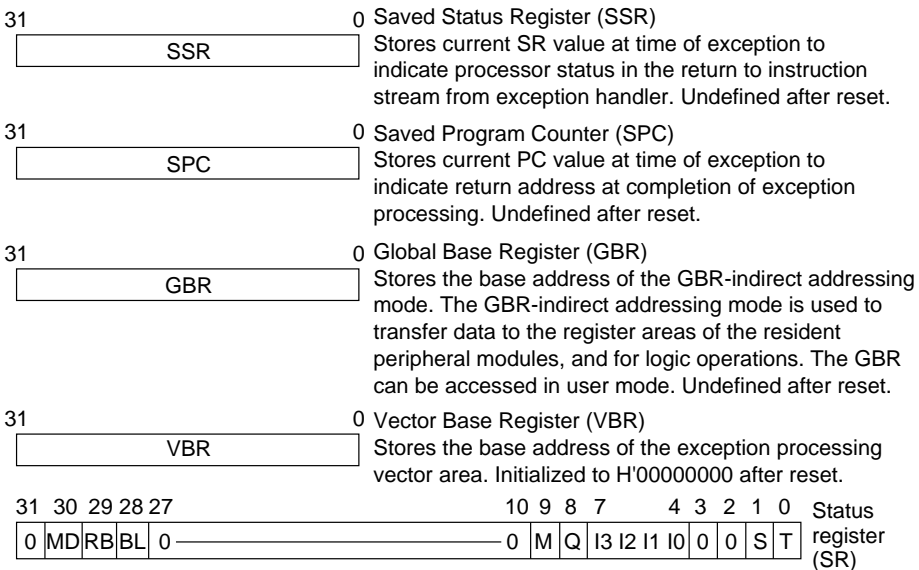 31 0 Saved Status Register (SSR)
SSR Stores current SR value at time of exception to
indicate processor status in the return to instruction
stream from exception handler. Undefined after reset.
31 0 Saved Program Counter (SPC)
SPC Stores current PC value at time of exception to
indicate return address at completion of exception
processing. Undefined after reset.
31 0 Global Base Register (GBR)
GBR Stores the base address of the GBR-indirect addressing
mode. The GBR-indirect addressing mode is used to
transfer data to the register areas of the resident
peripheral modules, and for logic operations. The GBR
can be accessed in user mode. Undefined after reset.
31 0 Vector Base Register (VBR)
VBR Stores the base address of the exception processing
vector area. Initialized to H'00000000 after reset.
31 30 29 28 27 10 9 8 7 4 3 2 1 0 Status
0 MD RB BL 0 0 M Q I3 I2 I1 I0 0 0 S T register
(SR)